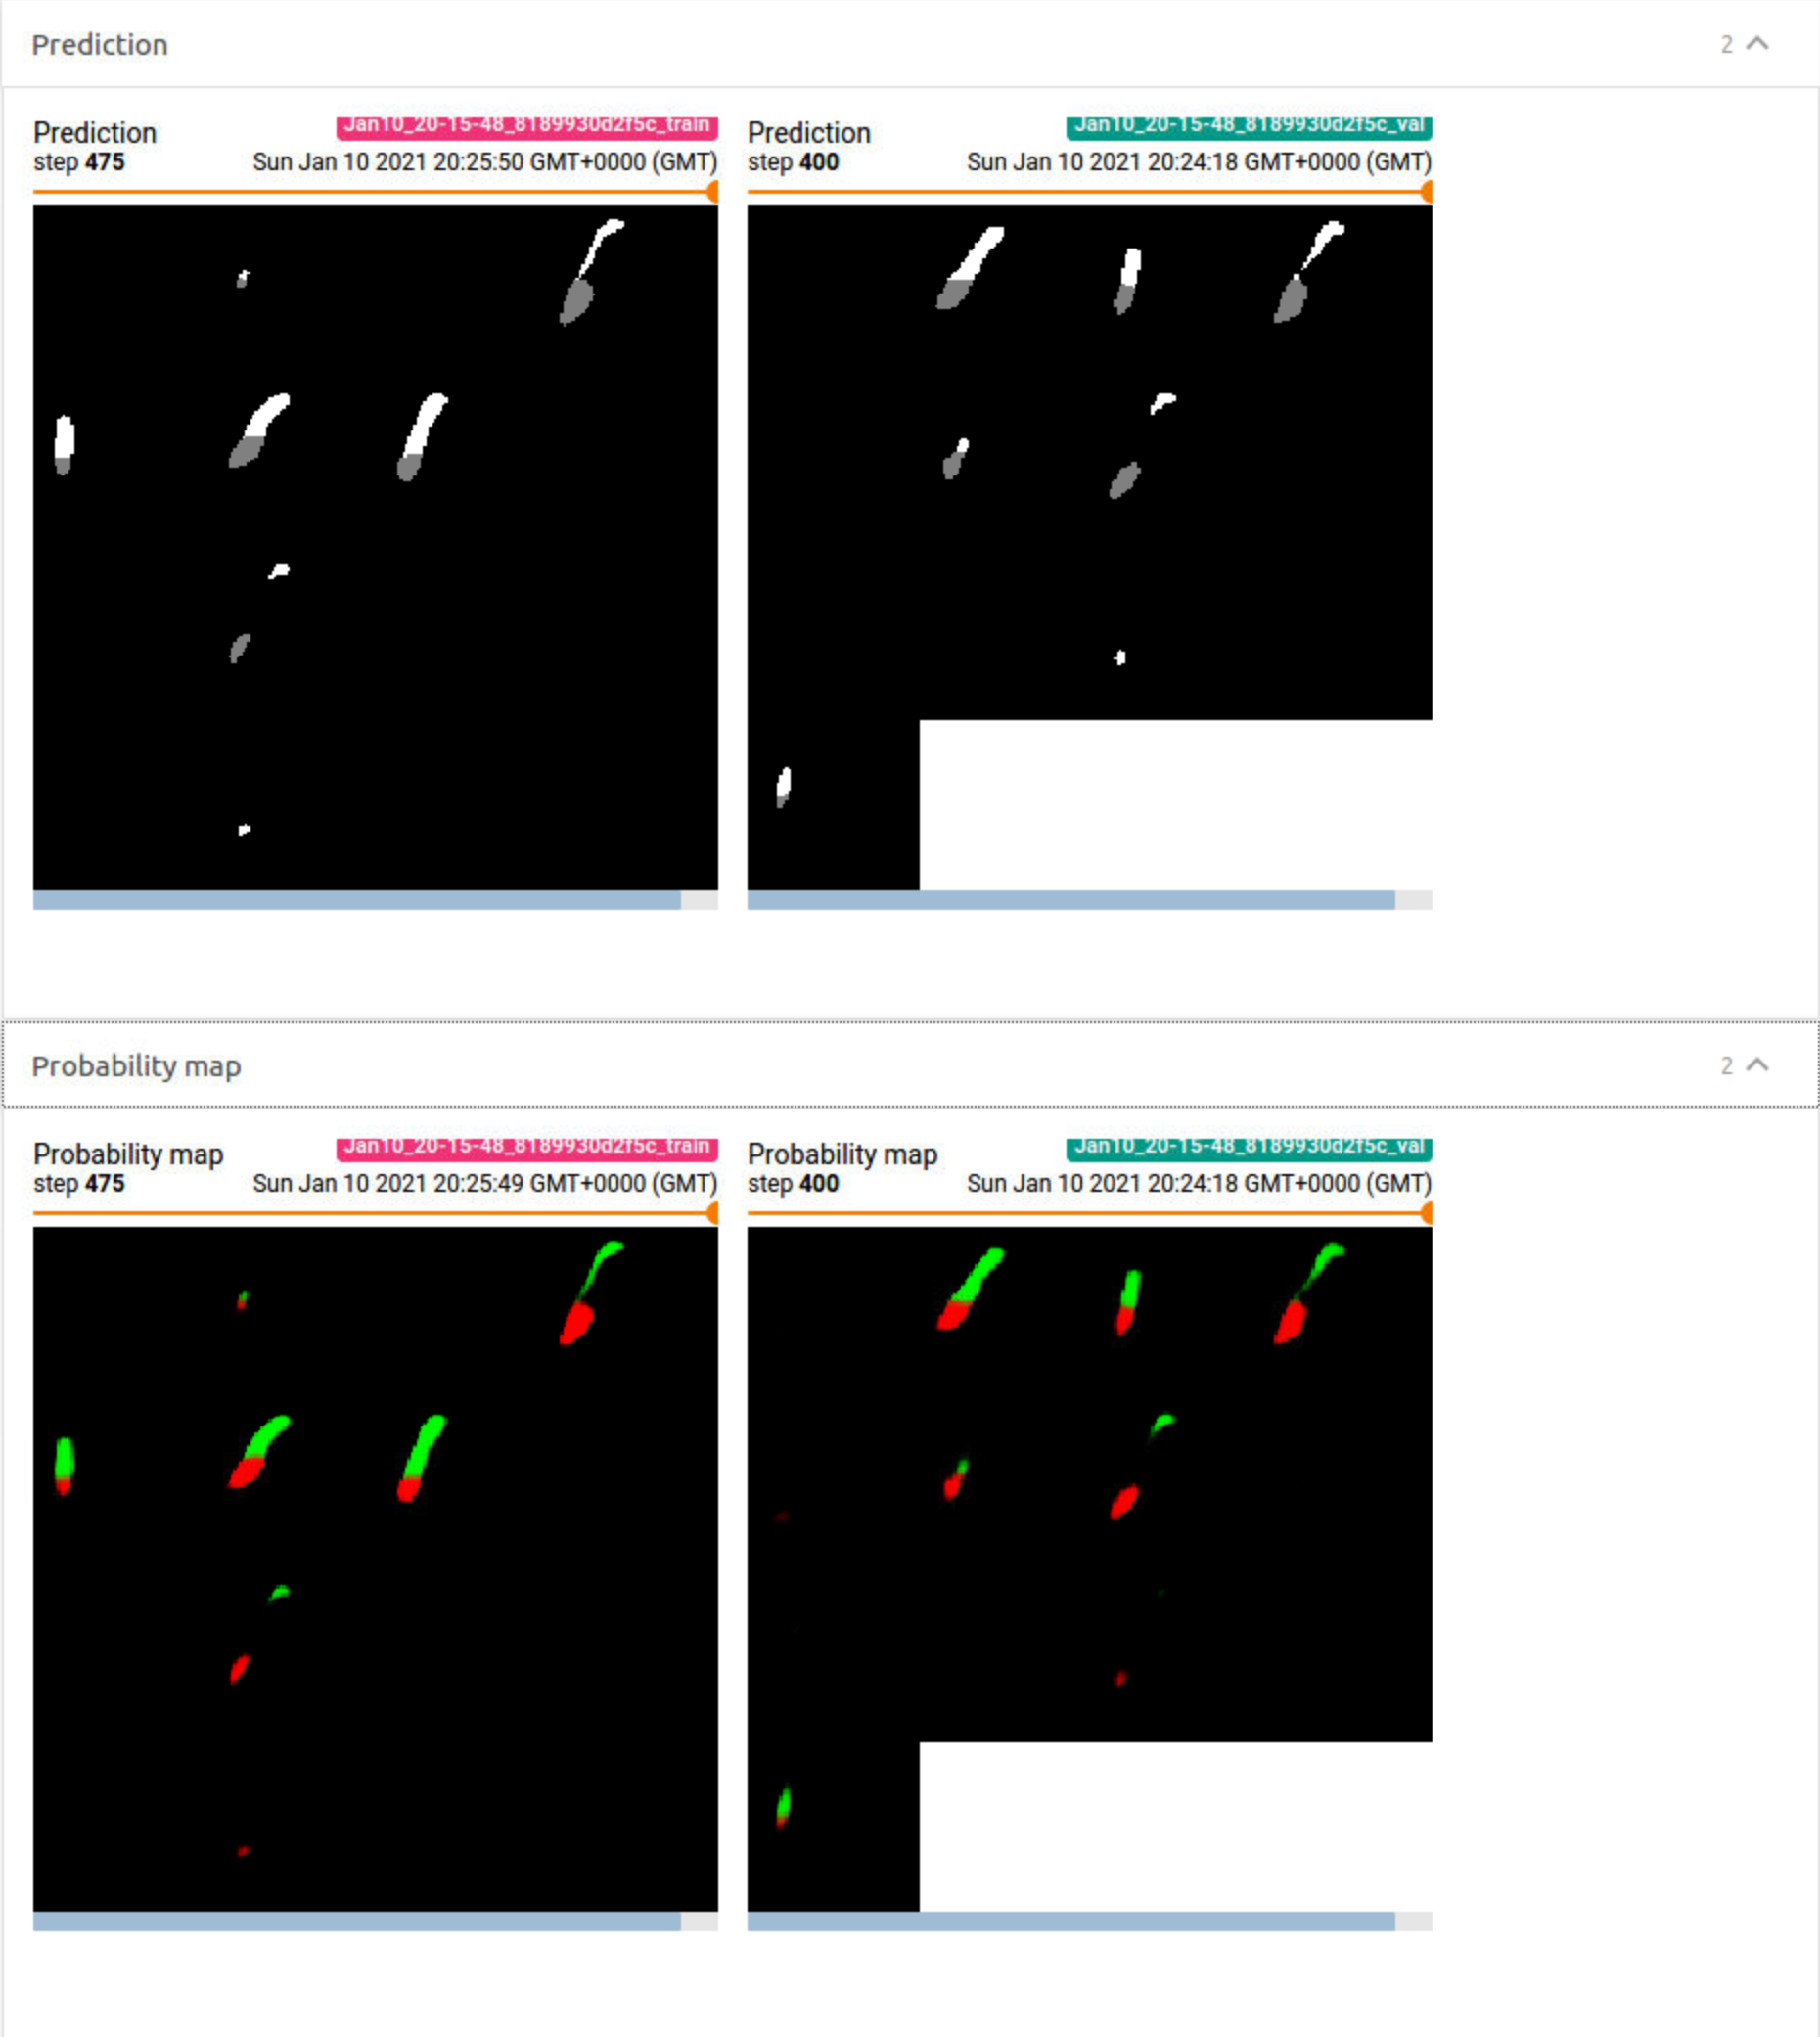 Prediction 2
Prediction Jan10_20-15-48_8189930d2f5c_train
step 475 Sun Jan 10 2021 20:25:50 GMT+0000 (GMT)
Prediction Jan10_20-15-48_8189930d2f5c_val
step 400 Sun Jan 10 2021 20:24:18 GMT+0000 (GMT)
Probability map 2
Probability map Jan10_20-15-48_8189930d2f5c_train
step 475 Sun Jan 10 2021 20:25:49 GMT+0000 (GMT)
Probability map Jan10_20-15-48_8189930d2f5c_val
step 400 Sun Jan 10 2021 20:24:18 GMT+0000 (GMT)